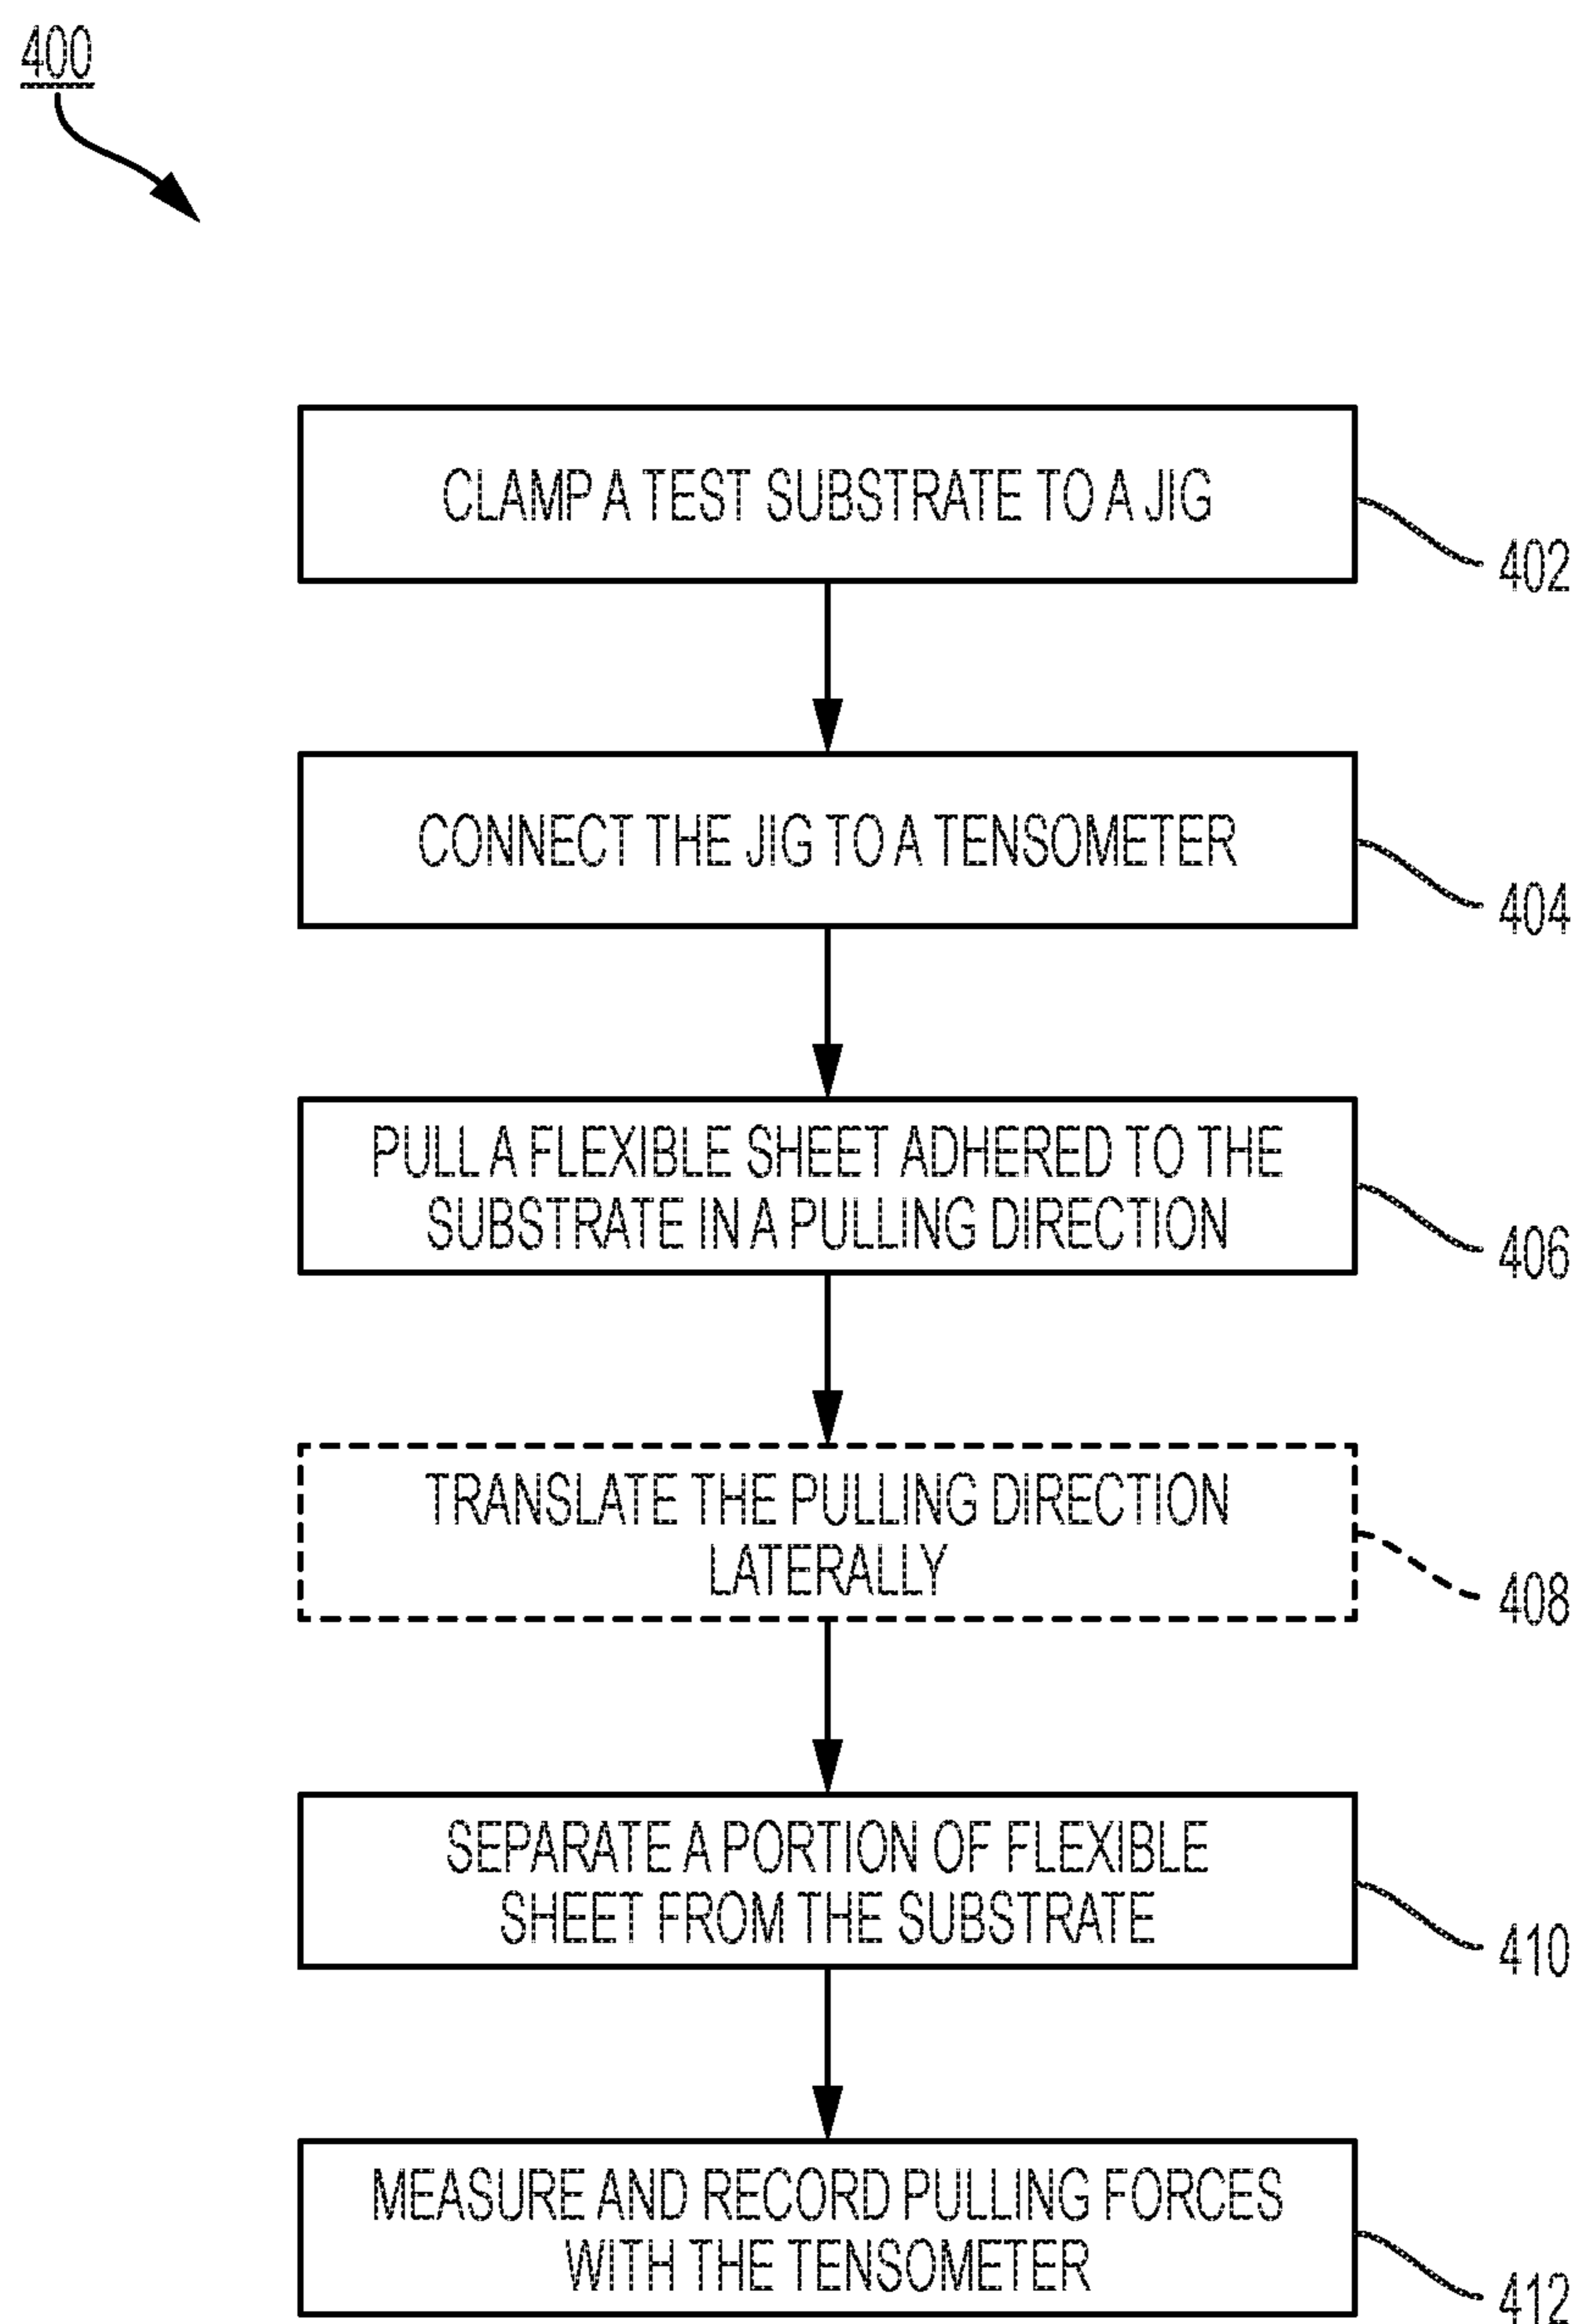 400
CLAMP A TEST SUBSTRATE TO A JIG
402
CONNECT THE JIG TO A TENSOMETER
404
PULL A FLEXIBLE SHEET ADHERED TO THE
SUBSTRATE IN A PULLING DIRECTION
406
TRANSLATE THE PULLING DIRECTION
LATERALLY
408
SEPARATE A PORTION OF FLEXIBLE
SHEET FROM THE SUBSTRATE
410
MEASURE AND RECORD PULLING FORCES
WITH THE TENSOMETER
412